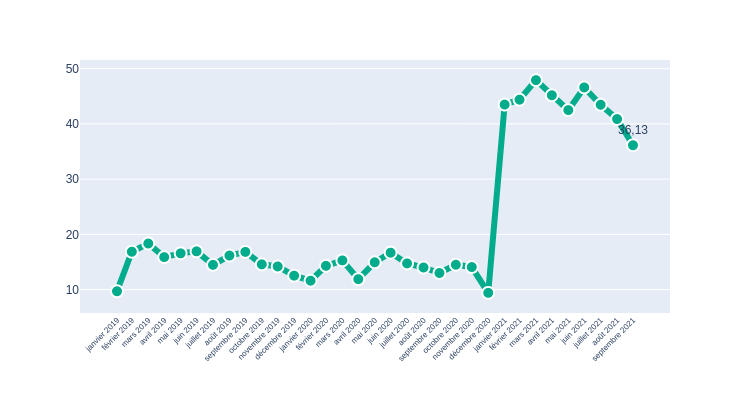 50
40
30
20
10
36,13
janvier 2019
février 2019
mars 2019
avril 2019
mai 2019
juin 2019
juillet 2019
août 2019
septembre 2019
octobre 2019
novembre 2019
décembre 2019
janvier 2020
février 2020
mars 2020
avril 2020
mai 2020
juin 2020
juillet 2020
août 2020
septembre 2020
octobre 2020
novembre 2020
décembre 2020
janvier 2021
février 2021
mars 2021
avril 2021
mai 2021
juin 2021
juillet 2021
août 2021
septembre 2021